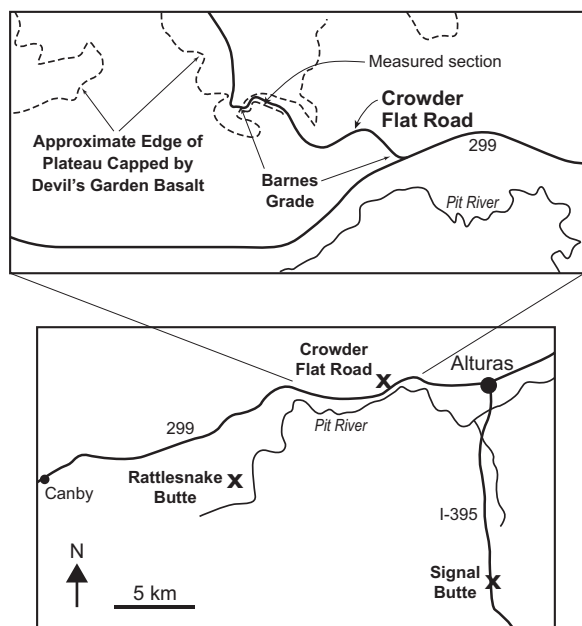 Measured section
Crowder
Flat Road
Approximate Edge of
Plateau Capped by
Devil's Garden Basalt
Barnes
Grade
299
Pit River
Crowder
Flat Road
Alturas
299
Pit River
Rattlesnake
Butte
Canby
I-395
N
5 km
Signal
Butte